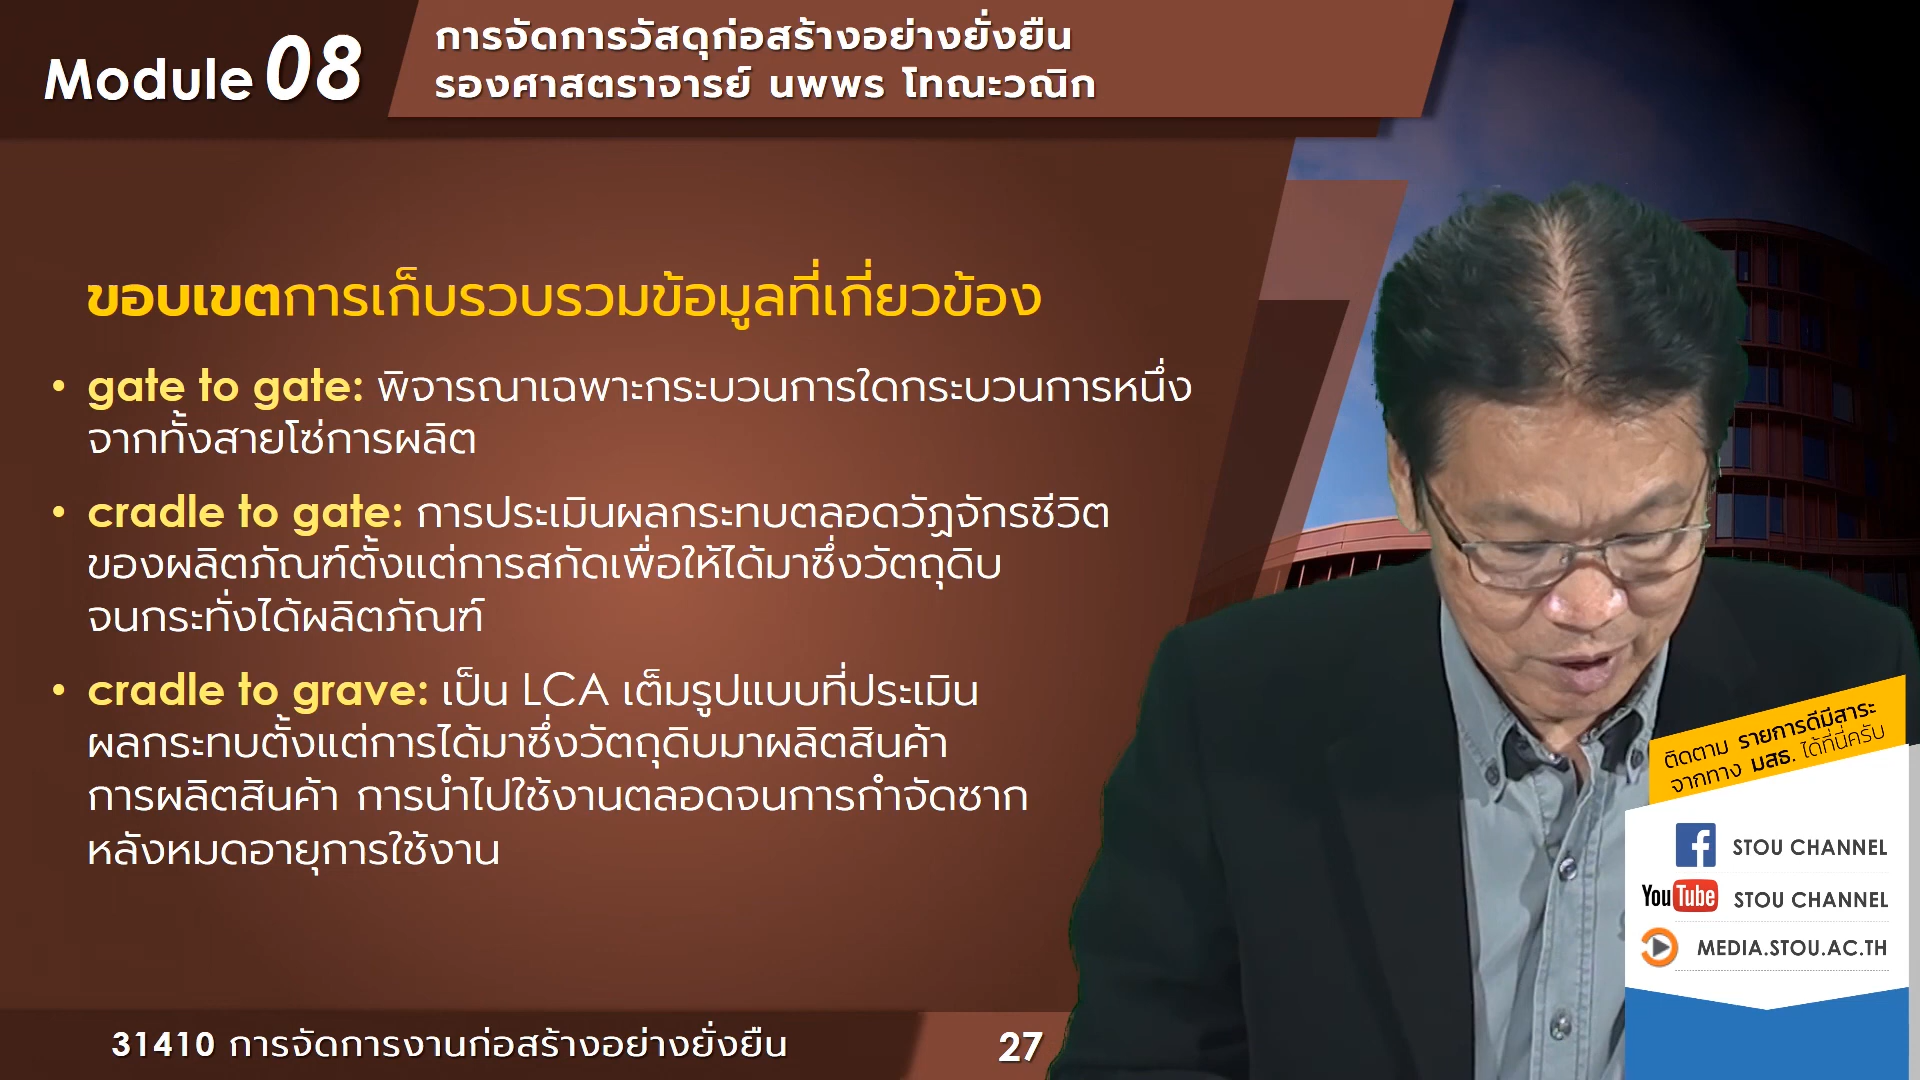 Module 08
การจัดการวัสดุก่อสร้างอย่างยั่งยืน
รองศาสตราจารย์ นพพร โทณะวณิก
ขอบเขตการเก็บรวบรวมข้อมูลที่เกี่ยวข้อง
• gate to gate: พิจารณาเฉพาะกระบวนการใดกระบวนการหนึ่ง
จากทั้งสายโซ่การผลิต
• cradle to gate: การประเมินผลกระทบตลอดวัฏจักรชีวิต
ของผลิตภัณฑ์ตั้งแต่การสกัดเพื่อให้ได้มาซึ่งวัตถุดิบ
จนกระทั่งได้ผลิตภัณฑ์
• cradle to grave: เป็น LCA เต็มรูปแบบที่ประเมิน
ผลกระทบตั้งแต่การได้มาซึ่งวัตถุดิบมาผลิตสินค้า
การผลิตสินค้า การนำไปใช้งานตลอดจนการกำจัดซาก
หลังหมดอายุการใช้งาน
ติดตาม รายการดีมีสาระ
จากทาง มสธ. ได้ที่นี่ครับ
STOU CHANNEL
YouTube STOU CHANNEL
MEDIA.STOU.AC.TH
31410 การจัดการงานก่อสร้างอย่างยั่งยืน
27